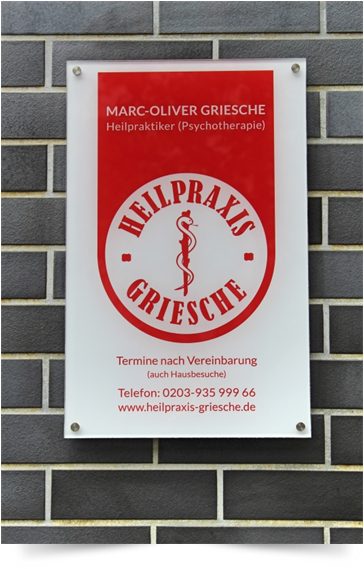 MARC-OLIVER GRIESCHE
Heilpraktiker (Psychotherapie)
HEILPRAXIS
GRIESCHE
Termine nach Vereinbarung
(auch Hausbesuche)
Telefon: 0203-935 999 66
www.heilpraxis-griesche.de